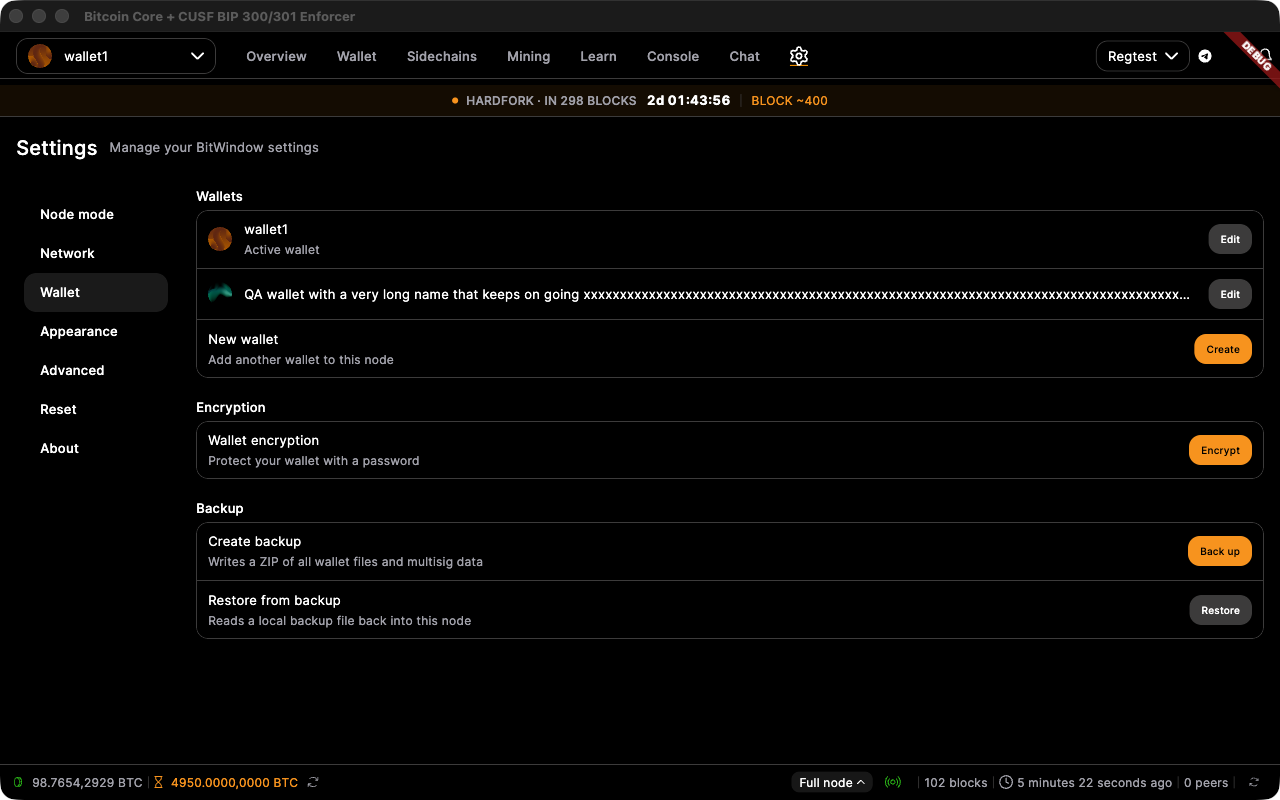 Bitcoin Core + CUSF BIP 300/301 Enforcer
wallet1
Overview
Wallet
Sidechains
Mining
Learn
Console
Chat
Regtest
DEBUG
HARDFORK · IN 298 BLOCKS 2d 01:43:56 BLOCK ~400
Settings Manage your BitWindow settings
Node mode
Network
Wallet
Appearance
Advanced
Reset
About
Wallets
wallet1
Active wallet
Edit
QA wallet with a very long name that keeps on going xxxxxxxxxxxxxxxxxxxxxxxxxxxxxxxxxxxxxxxxxxxxxxxxxxxxxxxxxxxxxxxxxxxxxxxxxxxxxxxxxx...
Edit
New wallet
Add another wallet to this node
Create
Encryption
Wallet encryption
Protect your wallet with a password
Encrypt
Backup
Create backup
Writes a ZIP of all wallet files and multisig data
Back up
Restore from backup
Reads a local backup file back into this node
Restore
98.7654,2929 BTC
4950.0000,0000 BTC
Full node
102 blocks
5 minutes 22 seconds ago
0 peers